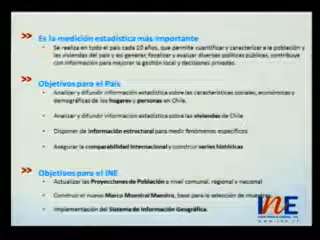 >> Es la medición estadística más importante
• Se realiza en todo el país cada 10 años, que permite cuantificar y caracterizar a la población y
las viviendas del país y así generar, focalizar y evaluar diversas políticas públicas, contribuye
con información para mejorar la gestión local y decisiones privadas.
>> Objetivos para el País
• Analizar y difundir información estadística sobre las características sociales, económicas y
demográficas de los hogares y personas en Chile.
• Analizar y difundir información estadística sobre las viviendas de Chile
• Disponer de información estructural para medir fenómenos específicos
• Asegurar la comparabilidad internacional y construir series históricas
>> Objetivos para el INE
• Actualizar las Proyecciones de Población a nivel comunal, regional y nacional
• Construir el nuevo Marco Muestral Maestro, base para la selección de muestras
• Implementación del Sistema de Información Geográfica.
INE